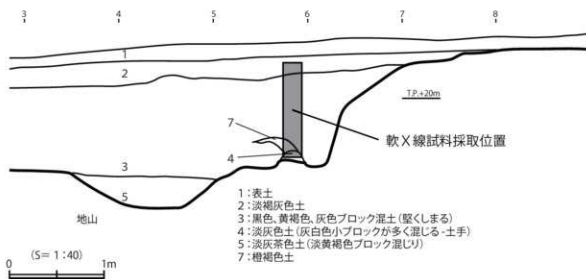 3 4 5 6 7 8
1
2
T.P.+20m
7
軟X線試料採取位置
4
3
5
地山
1：表土
2：淡褐灰色土
3：黒色、黄褐色、灰色ブロック混土（堅くしまる）
4：淡灰色土（灰白色小ブロックが多く混じる-土手）
5：淡灰茶色土（淡黄褐色ブロック混じり）
7：橙褐色土
（S= 1：40）
0 1m